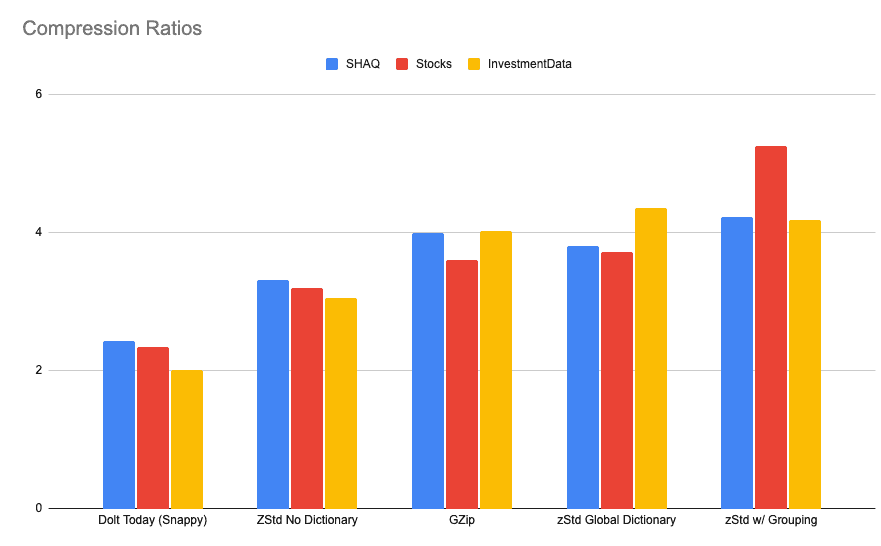 Compression Ratios
SHAQ Stocks InvestmentData
6
4
2
0
Dolt Today (Snappy) ZStd No Dictionary GZip zStd Global Dictionary zStd w/ Grouping